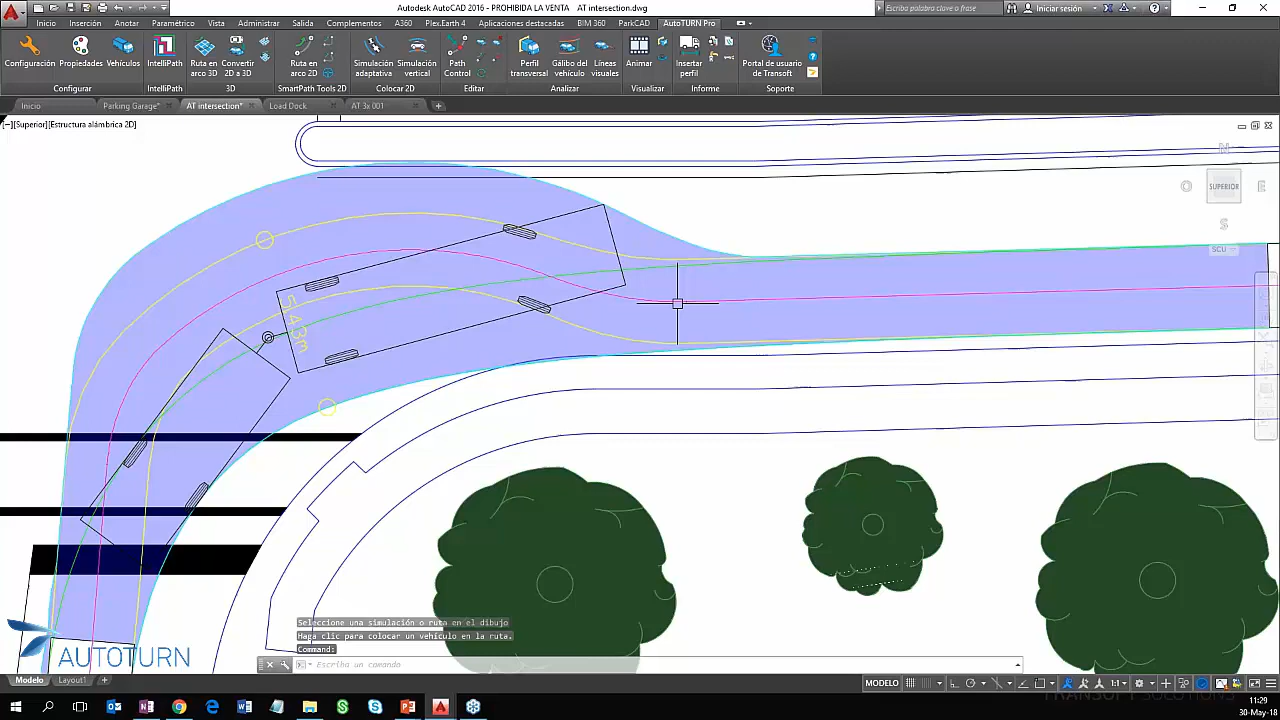 Autodesk AutoCAD 2016 - PROHIBIDA LA VENTA AT intersection.dwg
Escriba palabra clave o frase
Iniciar sesión
Inicio Inserción Anotar Paramétrico Vista Administrar Salida Complementos A360 Plex.Earth 4 Aplicaciones destacadas BIM 360 ParkCAD AutoTURN Pro
Configuración Propiedades Vehículos IntelliPath Ruta en arco 3D Convertir 2D a 3D Ruta en arco 2D Simulación adaptativa Simulación vertical Path Control Perfil transversal Gálibo del vehículo Líneas visuales Animar Insertar perfil Portal de usuario de Transoft
Configurar IntelliPath 3D SmartPath Tools 2D Colocar 2D Editar Analizar Visualizar Informe Soporte
Inicio Parking Garage* AT intersection* Load Dock AT 3x 001
[−][Superior][Estructura alámbrica 2D]
N
O SUPERIOR E
S
SCU
5.43m
Seleccione una simulación o ruta en el dibujo
Haga clic para colocar un vehículo en la ruta.
Command:
Escriba un comando
AUTOTURN
Modelo Layout1 +
MODELO 1:1
TRANSOFT SOLUTIONS
11:29
30-May-18